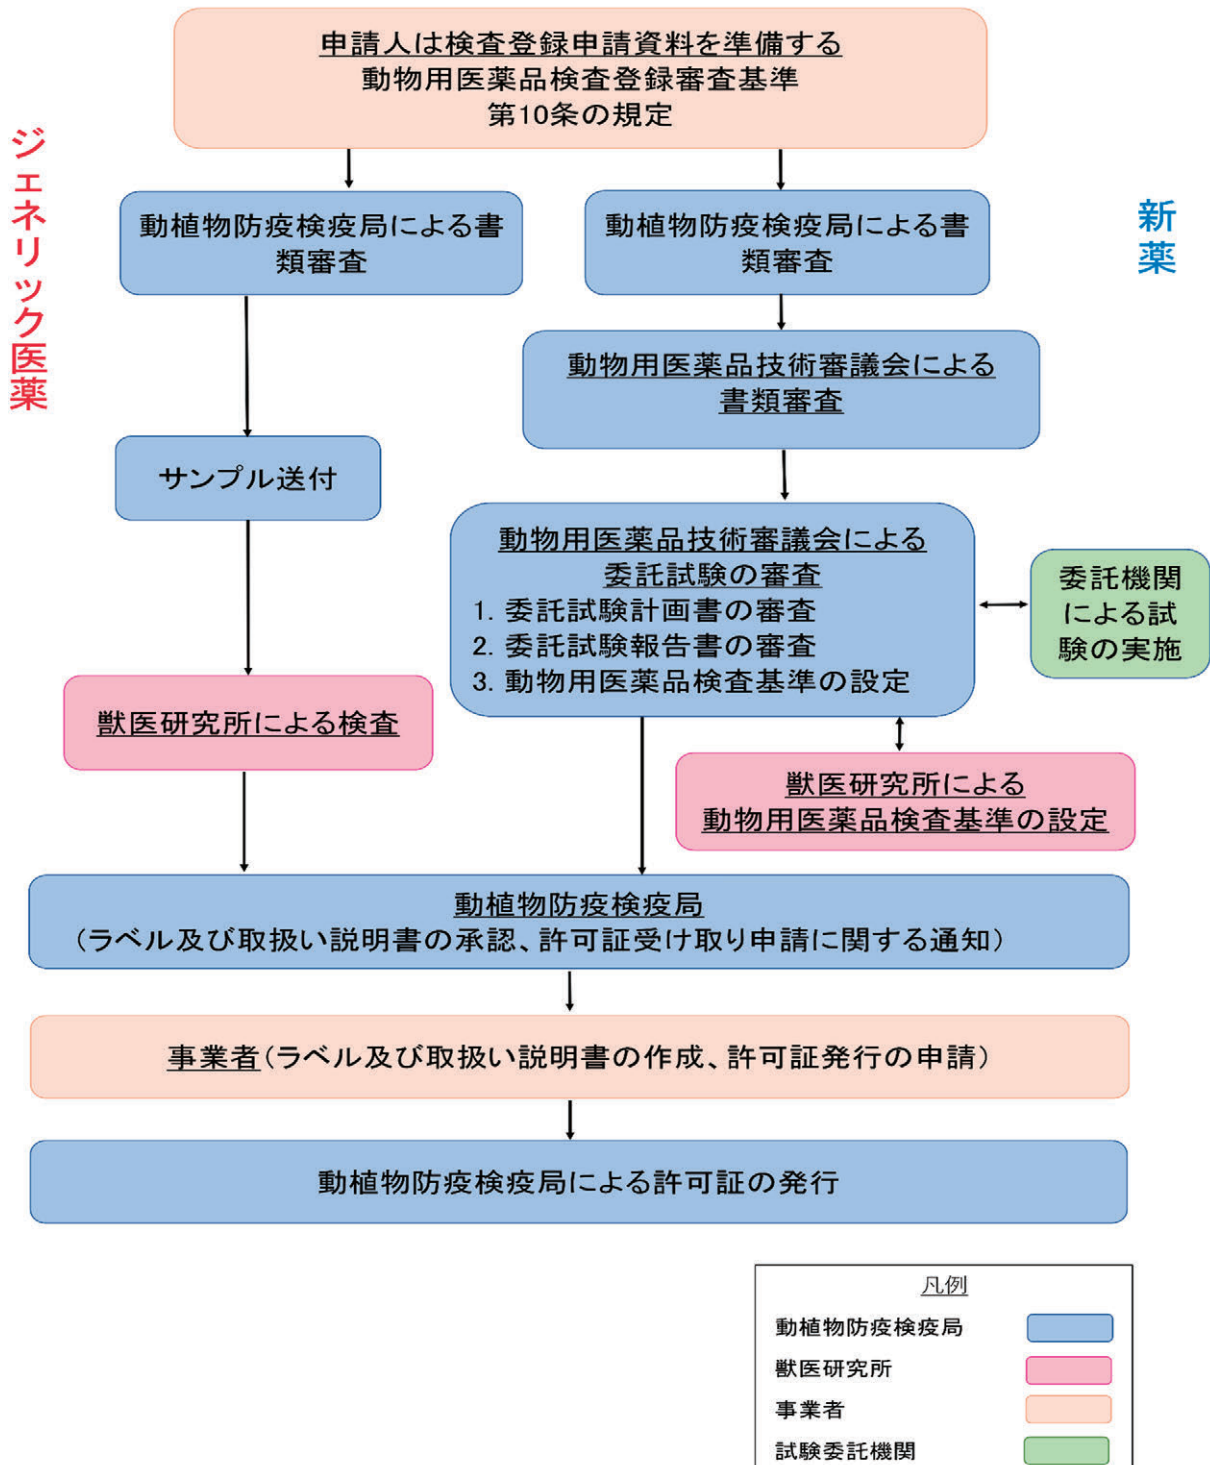 申請人は検査登録申請資料を準備する
動物用医薬品検査登録審査基準
第10条の規定
ジェネリック医薬
新薬
動植物防疫検疫局による書
類審査
動植物防疫検疫局による書
類審査
動物用医薬品技術審議会による
書類審査
サンプル送付
動物用医薬品技術審議会による
委託試験の審査
1. 委託試験計画書の審査
2. 委託試験報告書の審査
3. 動物用医薬品検査基準の設定
委託機関
による試
験の実施
獣医研究所による検査
獣医研究所による
動物用医薬品検査基準の設定
動植物防疫検疫局
（ラベル及び取扱い説明書の承認、許可証受け取り申請に関する通知）
事業者（ラベル及び取扱い説明書の作成、許可証発行の申請）
動植物防疫検疫局による許可証の発行
凡例
動植物防疫検疫局
獣医研究所
事業者
試験委託機関